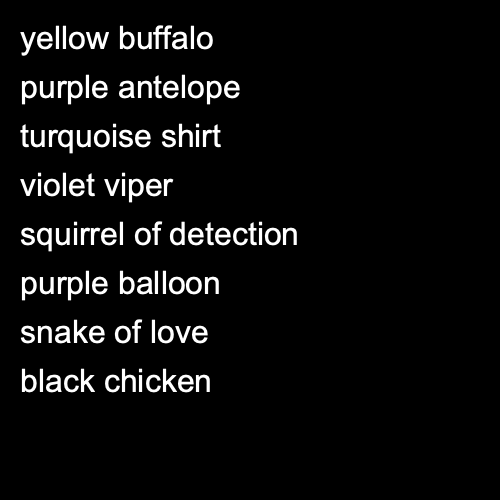 yellow buffalo
purple antelope
turquoise shirt
violet viper
squirrel of detection
purple balloon
snake of love
black chicken